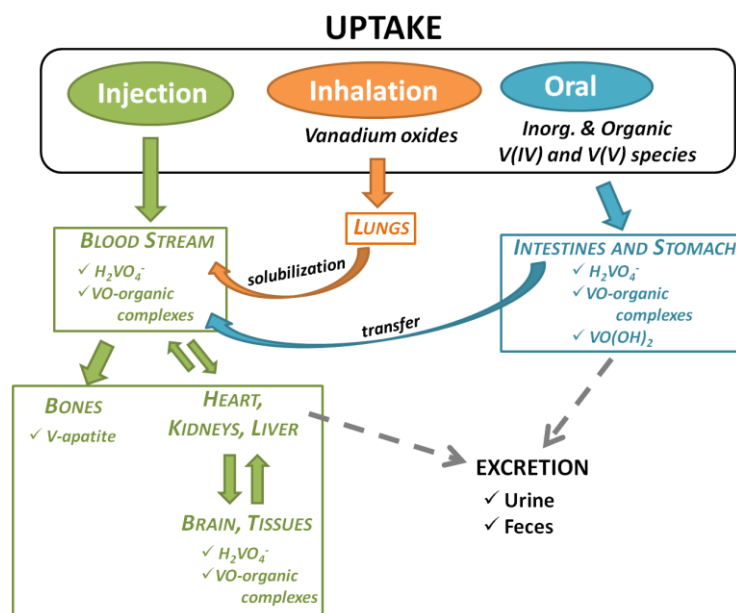 UPTAKE
Injection
Inhalation
Oral
Vanadium oxides
Inorg. & Organic
V(IV) and V(V) species
BLOOD STREAM
✓ H₂VO₄⁻
✓ VO-organic
complexes
LUNGS
solubilization
INTESTINES AND STOMACH
✓ H₂VO₄⁻
✓ VO-organic
complexes
✓ VO(OH)₂
transfer
BONES
✓ V-apatite
HEART,
KIDNEYS, LIVER
BRAIN, TISSUES
✓ H₂VO₄⁻
✓ VO-organic
complexes
EXCRETION
✓ Urine
✓ Feces